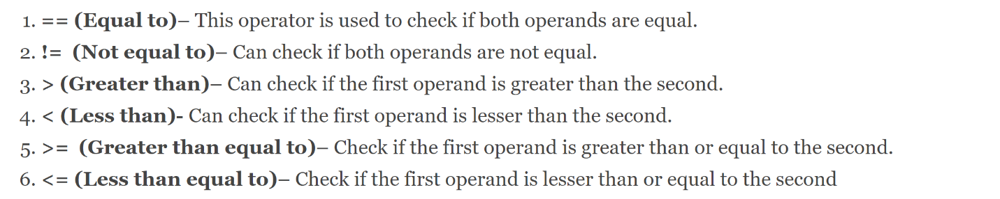 1. == (Equal to)– This operator is used to check if both operands are equal.
2. != (Not equal to)– Can check if both operands are not equal.
3. > (Greater than)– Can check if the first operand is greater than the second.
4. < (Less than)- Can check if the first operand is lesser than the second.
5. >= (Greater than equal to)– Check if the first operand is greater than or equal to the second.
6. <= (Less than equal to)– Check if the first operand is lesser than or equal to the second